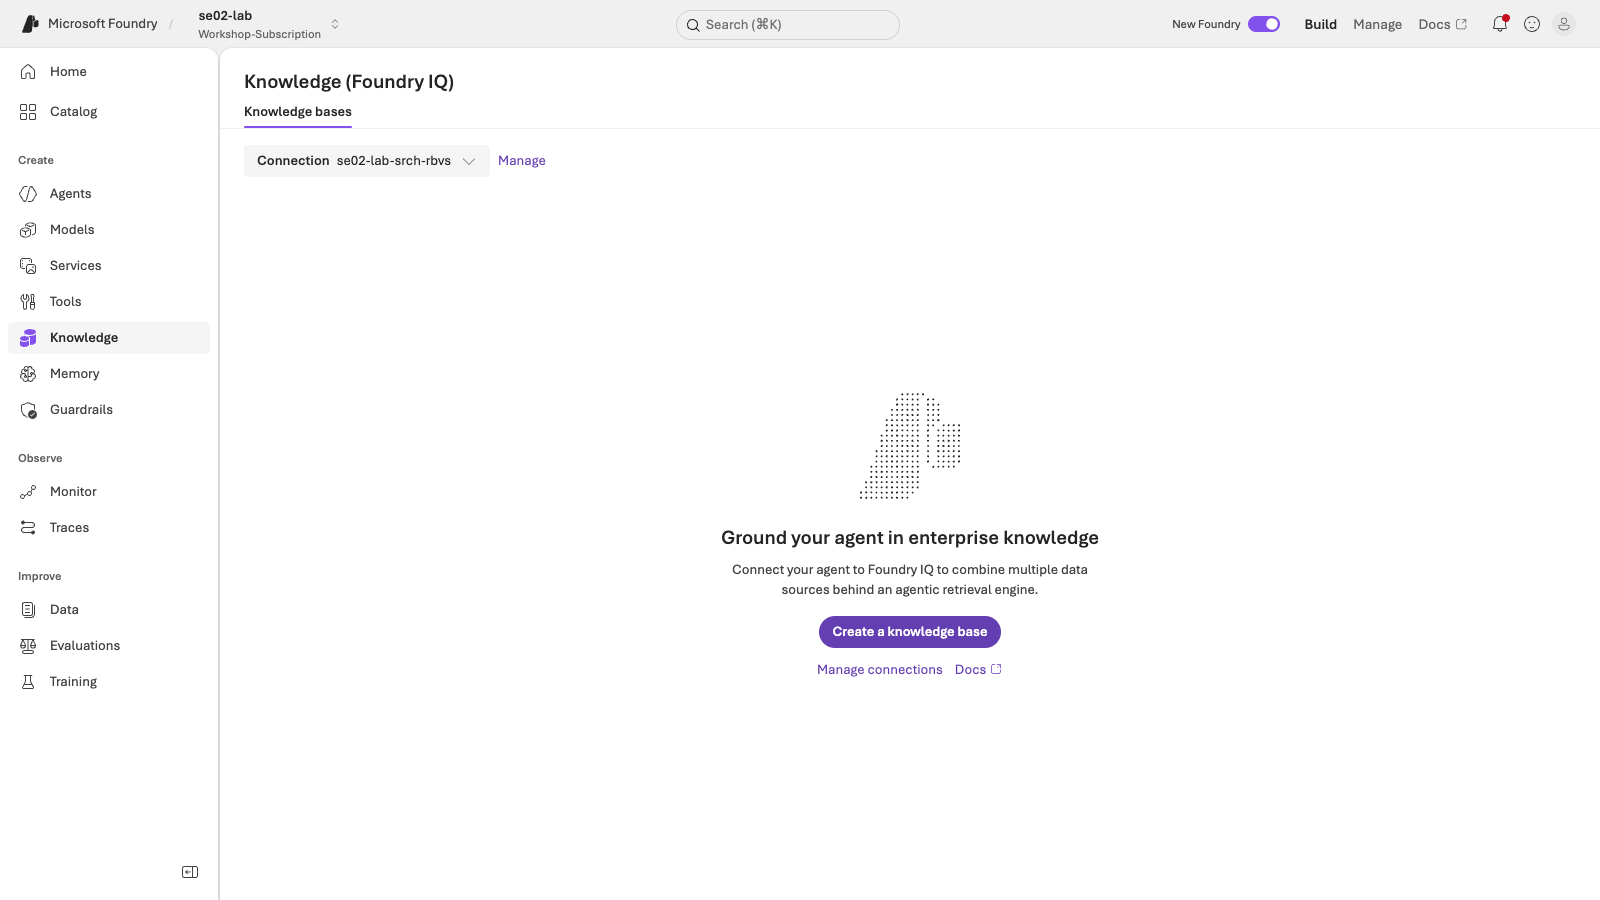 Microsoft Foundry /
se02-lab
Workshop-Subscription
Search (⌘K)
New Foundry
Build
Manage
Docs
Home
Catalog
Create
Agents
Models
Services
Tools
Knowledge
Memory
Guardrails
Observe
Monitor
Traces
Improve
Data
Evaluations
Training
Knowledge (Foundry IQ)
Knowledge bases
Connection se02-lab-srch-rbvs
Manage
Ground your agent in enterprise knowledge
Connect your agent to Foundry IQ to combine multiple data
sources behind an agentic retrieval engine.
Create a knowledge base
Manage connections Docs